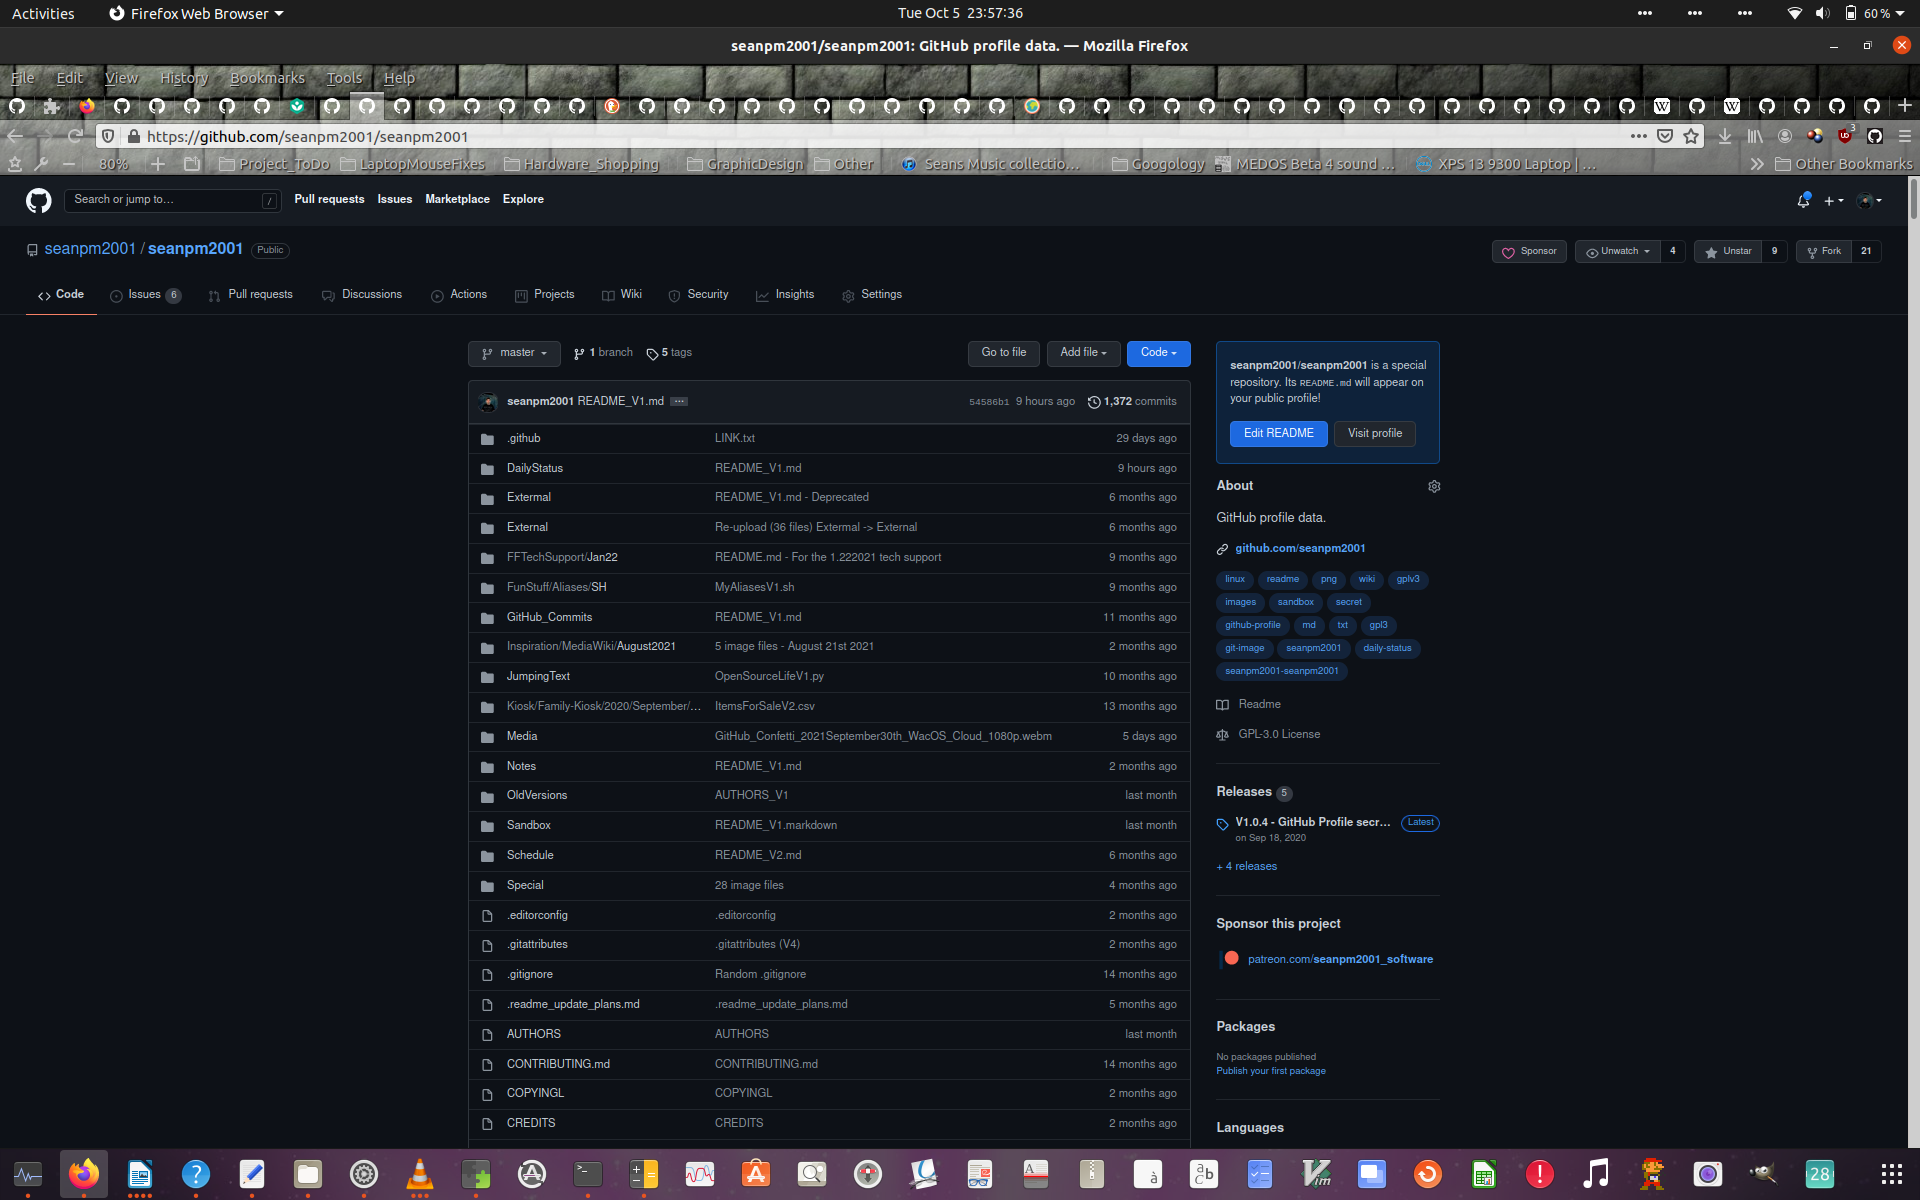 Activities
Firefox Web Browser
Tue Oct 5 23:57:36
60 %
seanpm2001/seanpm2001: GitHub profile data. — Mozilla Firefox
File Edit View History Bookmarks Tools Help
https://github.com/seanpm2001/seanpm2001
3
80%
Project_ToDo
LaptopMouseFixes
Hardware_Shopping
GraphicDesign
Other
Seans Music collectio…
Googology
MEDOS Beta 4 sound …
XPS 13 9300 Laptop | …
Other Bookmarks
Search or jump to… /
Pull requests Issues Marketplace Explore
seanpm2001 / seanpm2001 Public
Sponsor
Unwatch 4
Unstar 9
Fork 21
Code
Issues 6
Pull requests
Discussions
Actions
Projects
Wiki
Security
Insights
Settings
master
1 branch
5 tags
Go to file
Add file
Code
seanpm2001 README_V1.md ... 54586b1 9 hours ago 1,372 commits
.github LINK.txt 29 days ago
DailyStatus README_V1.md 9 hours ago
Extermal README_V1.md - Deprecated 6 months ago
External Re-upload (36 files) Extermal -> External 6 months ago
FFTechSupport/Jan22 README.md - For the 1.222021 tech support 9 months ago
FunStuff/Aliases/SH MyAliasesV1.sh 9 months ago
GitHub_Commits README_V1.md 11 months ago
Inspiration/MediaWiki/August2021 5 image files - August 21st 2021 2 months ago
JumpingText OpenSourceLifeV1.py 10 months ago
Kiosk/Family-Kiosk/2020/September/… ItemsForSaleV2.csv 13 months ago
Media GitHub_Confetti_2021September30th_WacOS_Cloud_1080p.webm 5 days ago
Notes README_V1.md 2 months ago
OldVersions AUTHORS_V1 last month
Sandbox README_V1.markdown last month
Schedule README_V2.md 6 months ago
Special 28 image files 4 months ago
.editorconfig .editorconfig 2 months ago
.gitattributes .gitattributes (V4) 2 months ago
.gitignore Random .gitignore 14 months ago
.readme_update_plans.md .readme_update_plans.md 5 months ago
AUTHORS AUTHORS last month
CONTRIBUTING.md CONTRIBUTING.md 14 months ago
COPYINGL COPYINGL 2 months ago
CREDITS CREDITS 2 months ago
seanpm2001/seanpm2001 is a special
repository. Its README.md will appear on
your public profile!
Edit README
Visit profile
About
GitHub profile data.
github.com/seanpm2001
linux readme png wiki gplv3
images sandbox secret
github-profile md txt gpl3
git-image seanpm2001 daily-status
seanpm2001-seanpm2001
Readme
GPL-3.0 License
Releases 5
V1.0.4 - GitHub Profile secr... Latest
on Sep 18, 2020
+ 4 releases
Sponsor this project
patreon.com/seanpm2001_software
Packages
No packages published
Publish your first package
Languages
28